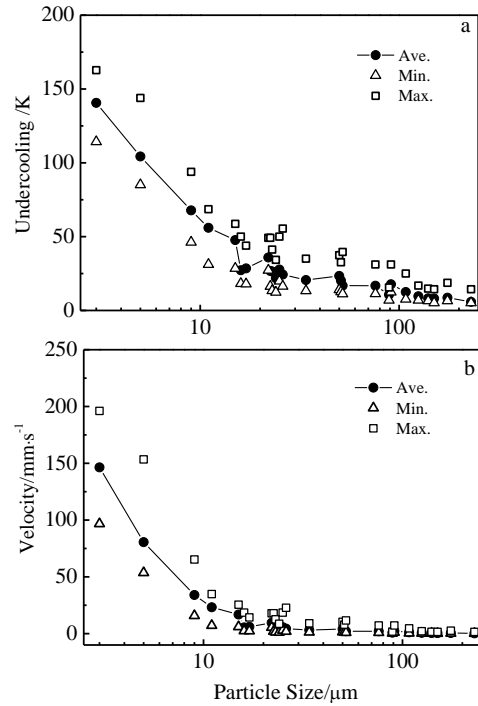 a
200
150
100
50
0
Undercooling /K
Ave.
Min.
Max.
10
100
b
250
200
150
100
50
0
Velocity/mm·s⁻¹
Ave.
Min.
Max.
10
100
Particle Size/μm